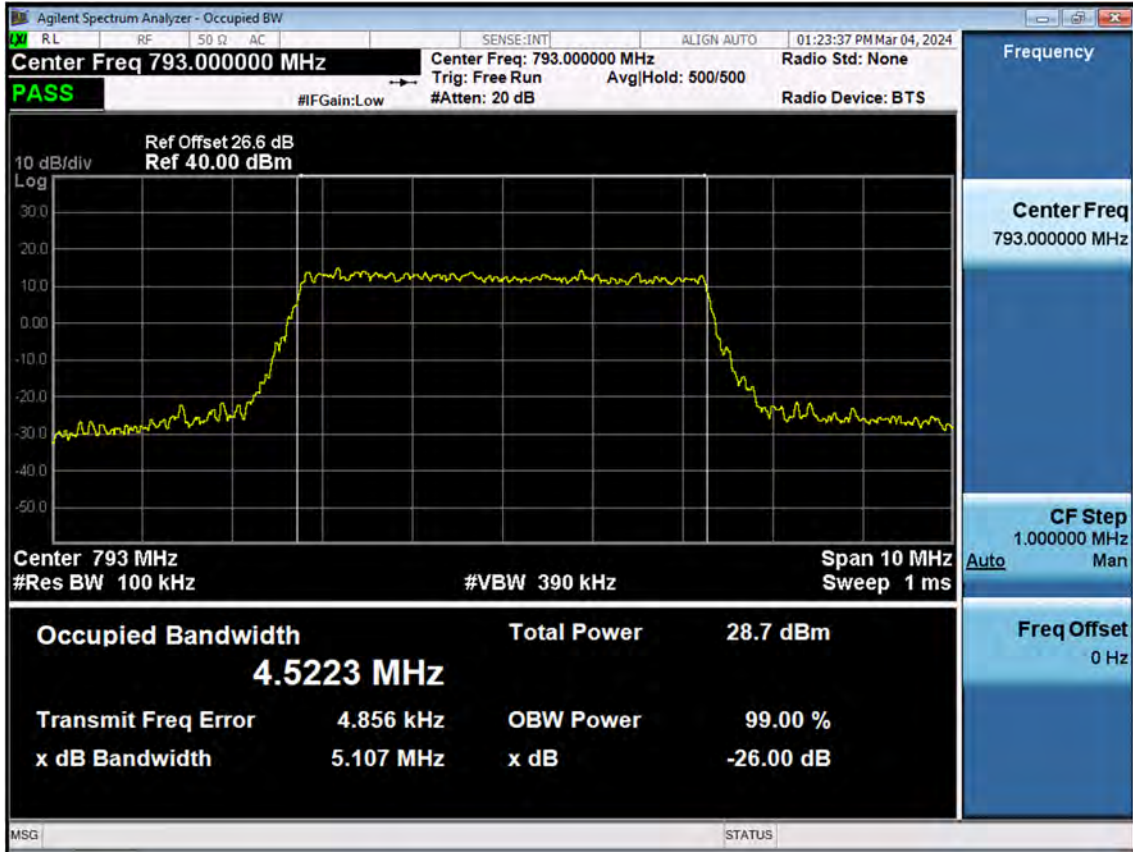 Agilent Spectrum Analyzer - Occupied BW
LXI RL RF 50 Ω AC SENSE:INT ALIGN AUTO 01:23:37 PM Mar 04, 2024
Center Freq 793.000000 MHz
Center Freq: 793.000000 MHz
Radio Std: None
Trig: Free Run Avg|Hold: 500/500
PASS
#IFGain:Low
#Atten: 20 dB
Radio Device: BTS
Frequency
Ref Offset 26.6 dB
10 dB/div Ref 40.00 dBm
Log
30.0
20.0
10.0
0.00
-10.0
-20.0
-30.0
-40.0
-50.0
Center Freq
793.000000 MHz
Center 793 MHz Span 10 MHz
#Res BW 100 kHz #VBW 390 kHz Sweep 1 ms
CF Step
1.000000 MHz
Auto Man
Occupied Bandwidth Total Power 28.7 dBm
4.5223 MHz
Transmit Freq Error 4.856 kHz OBW Power 99.00 %
x dB Bandwidth 5.107 MHz x dB -26.00 dB
Freq Offset
0 Hz
MSG STATUS